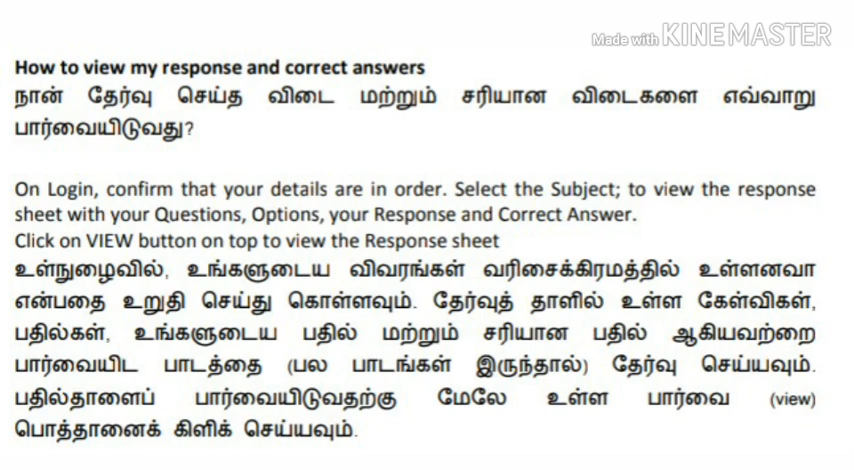 Made with KINEMASTER
How to view my response and correct answers
நான் தேர்வு செய்த விடை மற்றும் சரியான விடைகளை எவ்வாறு
பார்வையிடுவது?
On Login, confirm that your details are in order. Select the Subject; to view the response
sheet with your Questions, Options, your Response and Correct Answer.
Click on VIEW button on top to view the Response sheet
உள்நுழைவில், உங்களுடைய விவரங்கள் வரிசைக்கிரமத்தில் உள்ளனவா
என்பதை உறுதி செய்து கொள்ளவும். தேர்வுத் தாளில் உள்ள கேள்விகள்,
பதில்கள், உங்களுடைய பதில் மற்றும் சரியான பதில் ஆகியவற்றை
பார்வையிட பாடத்தை (பல பாடங்கள் இருந்தால்) தேர்வு செய்யவும்.
பதில்தாளைப் பார்வையிடுவதற்கு மேலே உள்ள பார்வை (view)
பொத்தானைக் கிளிக் செய்யவும்.